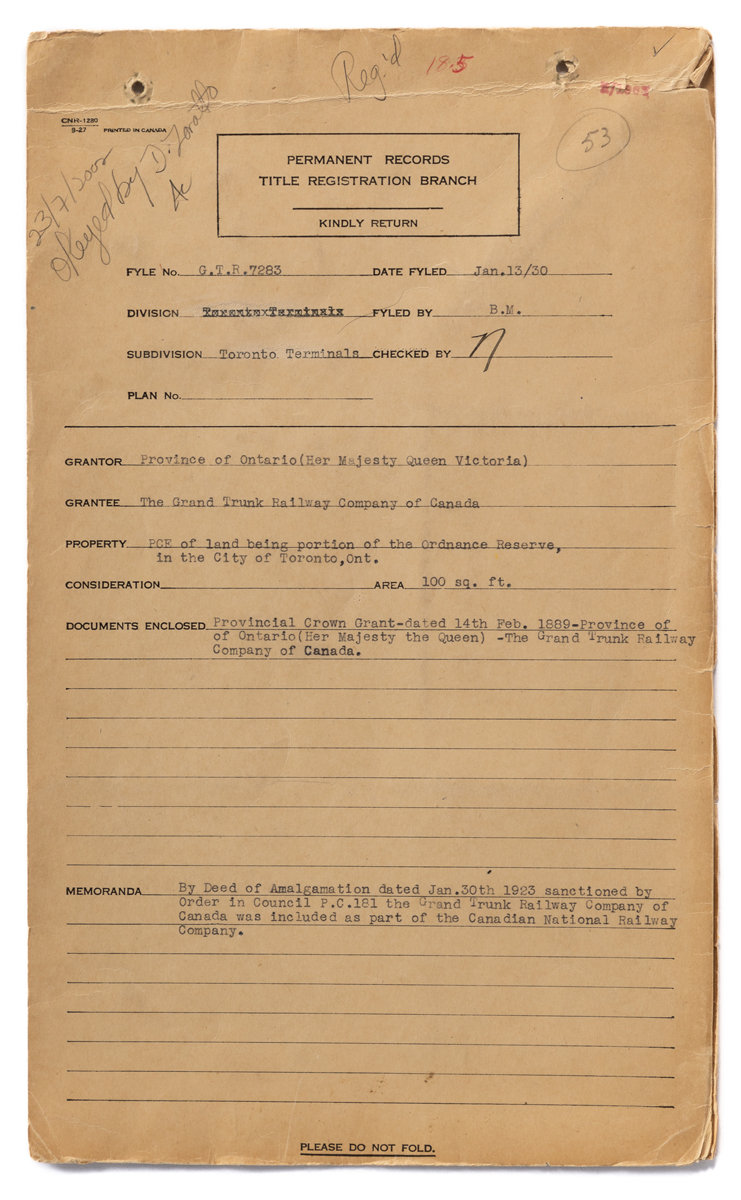 Reg'd 18.5
CNR-1280
9-27 PRINTED IN CANADA
53
23/7/2002
Okeyed by D.
PERMANENT RECORDS
TITLE REGISTRATION BRANCH
KINDLY RETURN
FYLE No. G.T.R.7283 DATE FYLED Jan.13/30
DIVISION Toronto Terminals FYLED BY B.M.
SUBDIVISION Toronto Terminals CHECKED BY
PLAN No.
GRANTOR Province of Ontario(Her Majesty Queen Victoria)
GRANTEE The Grand Trunk Railway Company of Canada
PROPERTY PCE of land being portion of the Ordnance Reserve,
in the City of Toronto,Ont.
CONSIDERATION AREA 100 sq. ft.
DOCUMENTS ENCLOSED Provincial Crown Grant-dated 14th Feb. 1889-Province of
of Ontario(Her Majesty the Queen) -The Grand Trunk Railway
Company of Canada.
MEMORANDA By Deed of Amalgamation dated Jan.30th 1923 sanctioned by
Order in Council P.C.181 the Grand Trunk Railway Company of
Canada was included as part of the Canadian National Railway
Company.
PLEASE DO NOT FOLD.